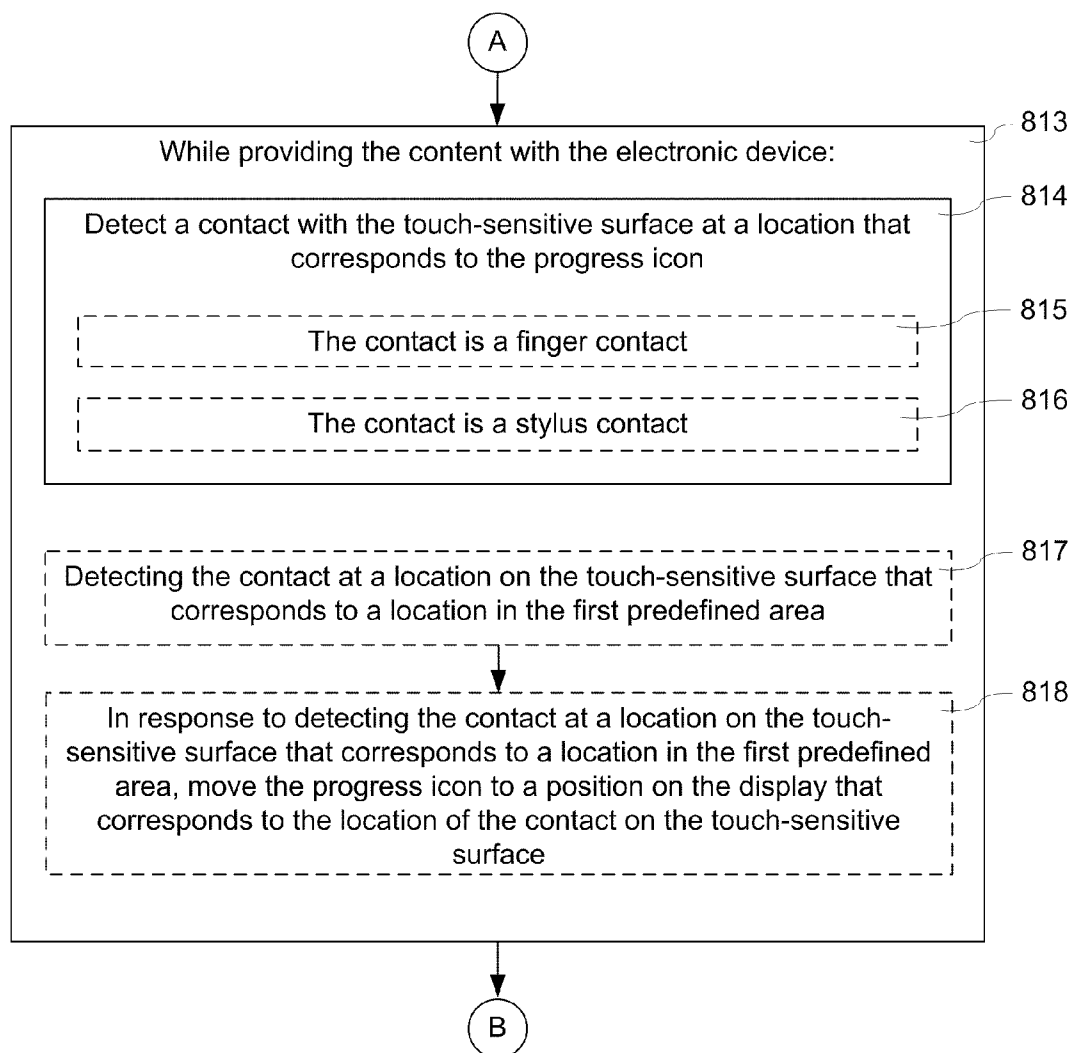 A
813
While providing the content with the electronic device:
814
Detect a contact with the touch-sensitive surface at a location that
corresponds to the progress icon
815
The contact is a finger contact
816
The contact is a stylus contact
817
Detecting the contact at a location on the touch-sensitive surface that
corresponds to a location in the first predefined area
818
In response to detecting the contact at a location on the touch-
sensitive surface that corresponds to a location in the first predefined
area, move the progress icon to a position on the display that
corresponds to the location of the contact on the touch-sensitive
surface
B